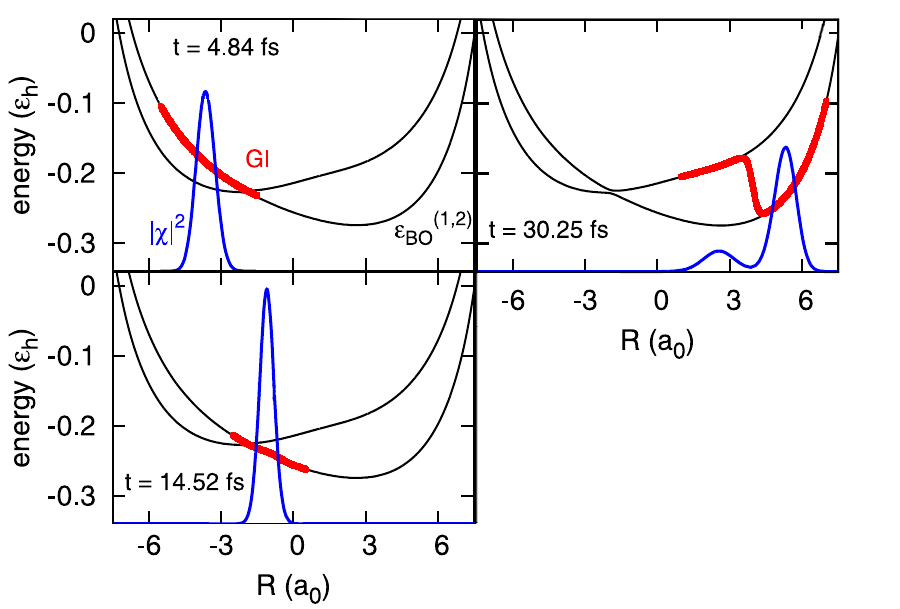 0
-0.1
-0.2
-0.3
energy (εh)
t = 4.84 fs
GI
|χ|²
εBO(1,2)
t = 30.25 fs
-6 -3 0 3 6
R (a0)
0
-0.1
-0.2
-0.3
energy (εh)
t = 14.52 fs
-6 -3 0 3 6
R (a0)